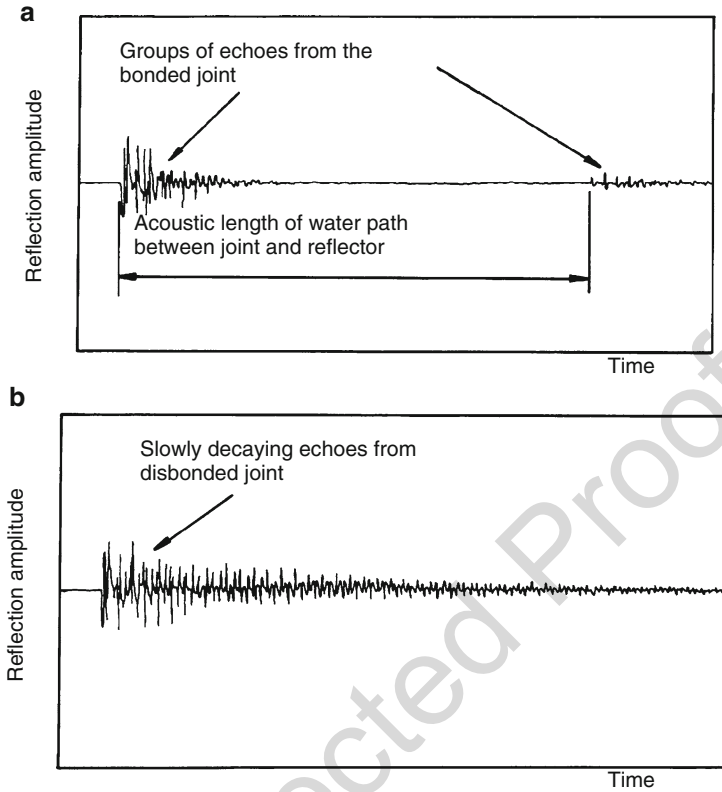 a
Groups of echoes from the
bonded joint
Reflection amplitude
Acoustic length of water path
between joint and reflector
Time
b
Slowly decaying echoes from
disbonded joint
Reflection amplitude
Time
ected Proof